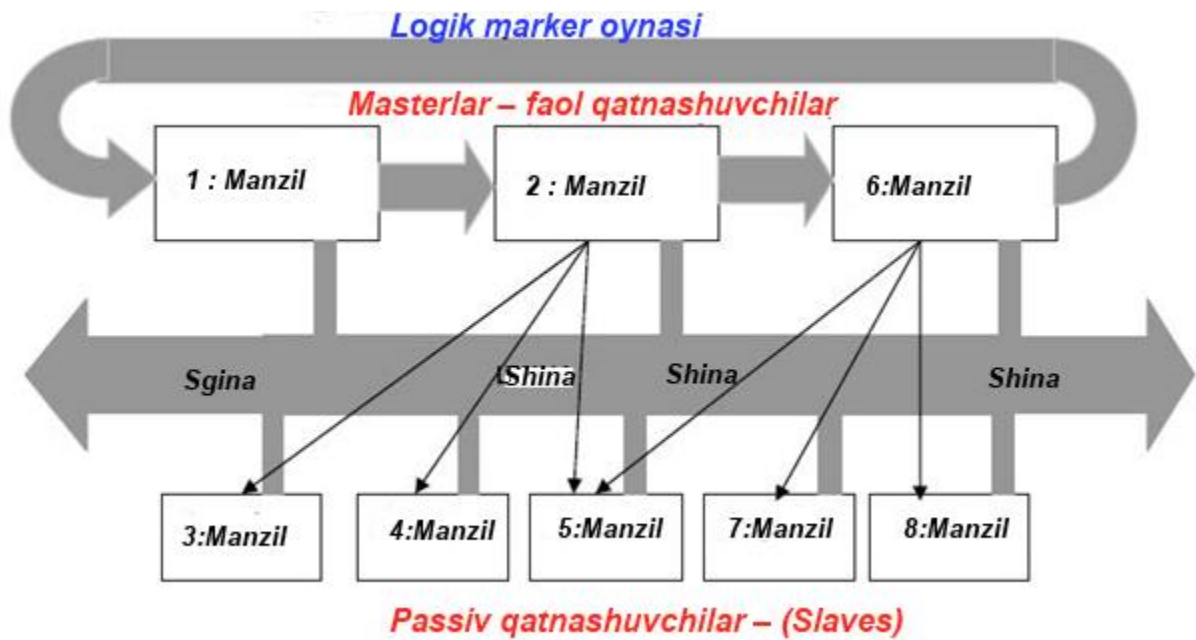 Logik marker oynasi
Masterlar – faol qatnashuvchilar
1 : Manzil
2 : Manzil
6:Manzil
Sgina
Shina
Shina
Shina
3:Manzil
4:Manzil
5:Manzil
7:Manzil
8:Manzil
Passiv qatnashuvchilar – (Slaves)